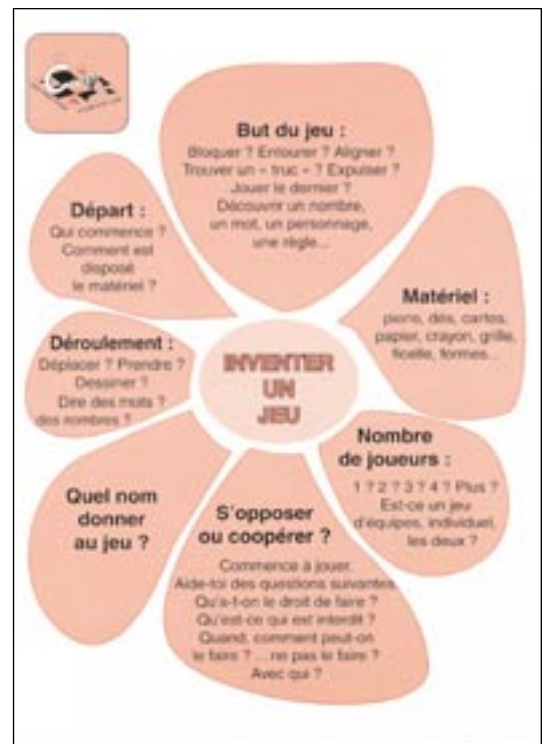 But du jeu :
Bloquer ? Entourer ? Aligner ?
Trouver un « truc » ? Expulser ?
Jouer le dernier ?
Découvrir un nombre,
un mot, un personnage,
une règle...
Matériel :
pions, dés, cartes,
papier, crayon, grille,
ficelle, formes...
Nombre
de joueurs :
1 ? 2 ? 3 ? 4 ? Plus ?
Est-ce un jeu
d'équipes, individuel,
les deux ?
S'opposer
ou coopérer ?
Commence à jouer.
Aide-toi des questions suivantes
Qu'a-t-on le droit de faire ?
Qu'est-ce qui est interdit ?
Quand, comment peut-on
le faire ? ... ne pas le faire ?
Avec qui ?
Quel nom
donner
au jeu ?
Déroulement :
Déplacer ? Prendre ?
Dessiner ?
Dire des mots ?
des nombres ?
Départ :
Qui commence ?
Comment est
disposé
le matériel ?
INVENTER
UN
JEU